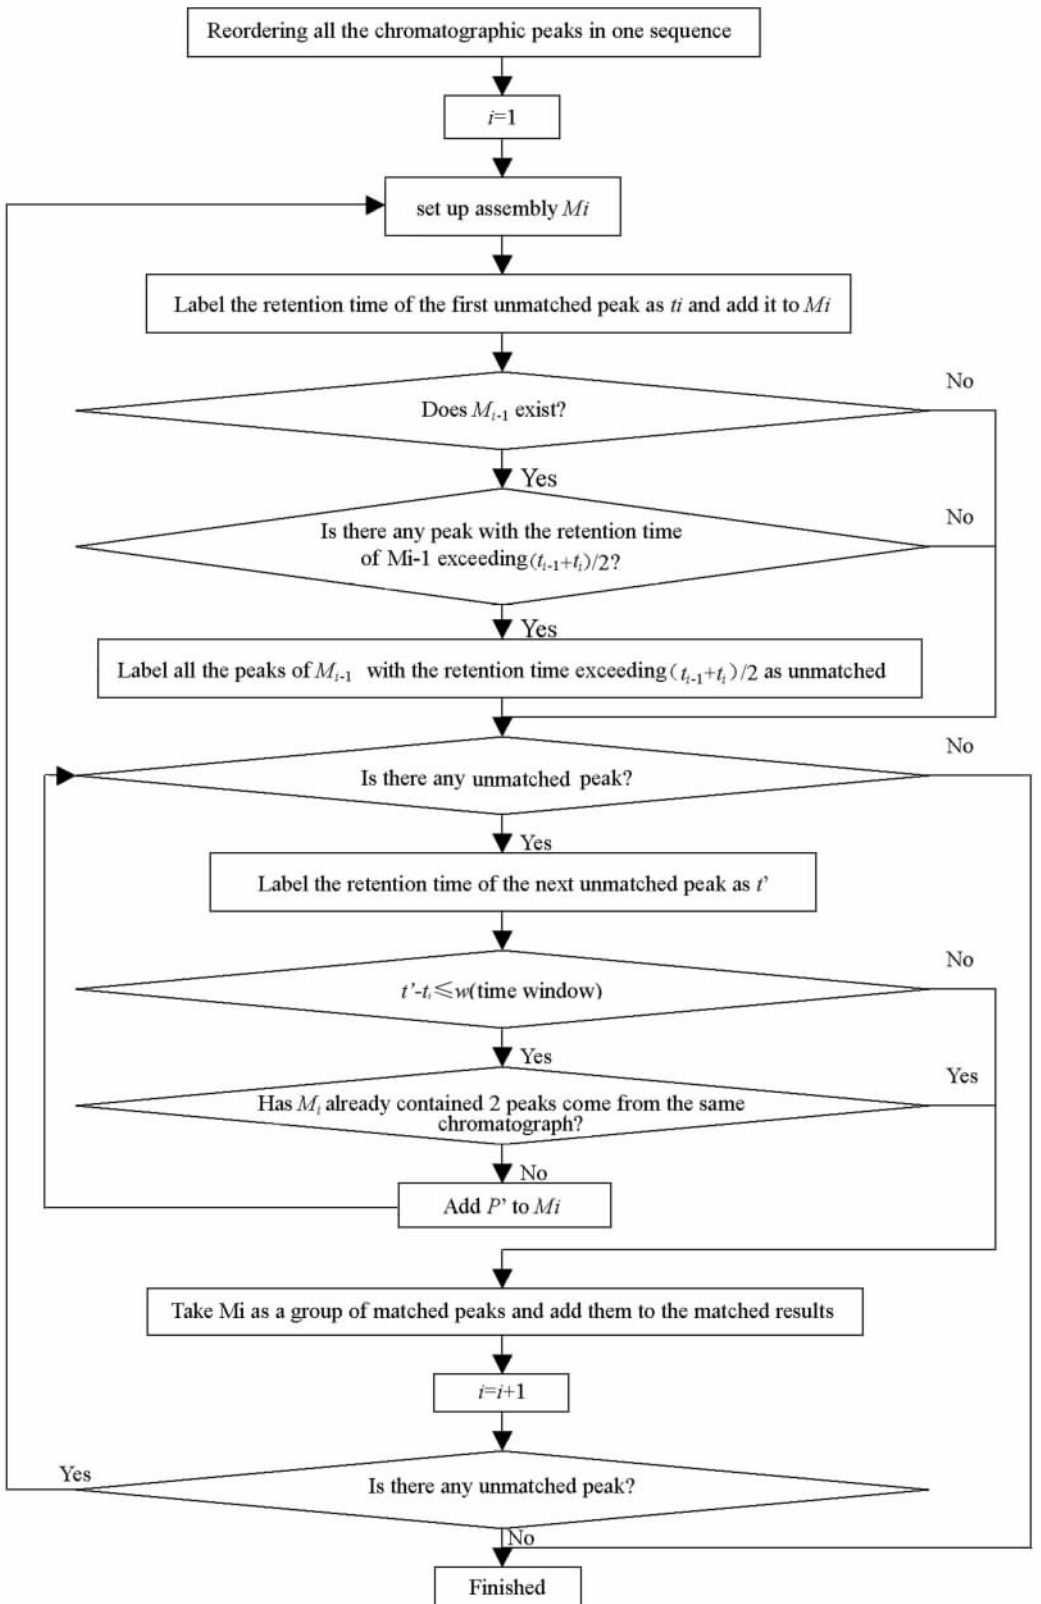 Reordering all the chromatographic peaks in one sequence
i=1
set up assembly Mi
Label the retention time of the first unmatched peak as ti and add it to Mi
No
Does Mi-1 exist?
Yes
No
Is there any peak with the retention time
of Mi-1 exceeding(ti-1+ti)/2?
Yes
Label all the peaks of Mi-1 with the retention time exceeding(ti-1+ti)/2 as unmatched
No
Is there any unmatched peak?
Yes
Label the retention time of the next unmatched peak as t'
No
t'-ti≤w(time window)
Yes
Yes
Has Mi already contained 2 peaks come from the same
chromatograph?
No
Add P' to Mi
Take Mi as a group of matched peaks and add them to the matched results
i=i+1
Yes
Is there any unmatched peak?
No
Finished